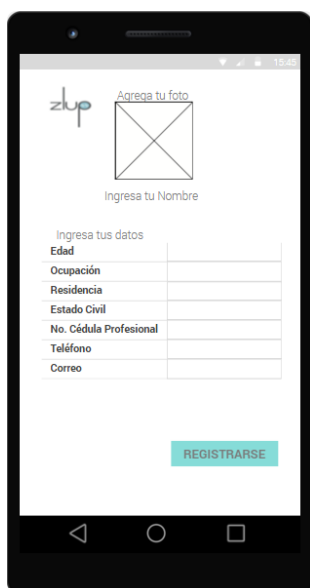 15:45
zlup
Agrega tu foto
Ingresa tu Nombre
Ingresa tus datos
Edad
Ocupación
Residencia
Estado Civil
No. Cédula Profesional
Teléfono
Correo
REGISTRARSE